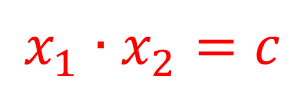 x₁ · x₂ = c